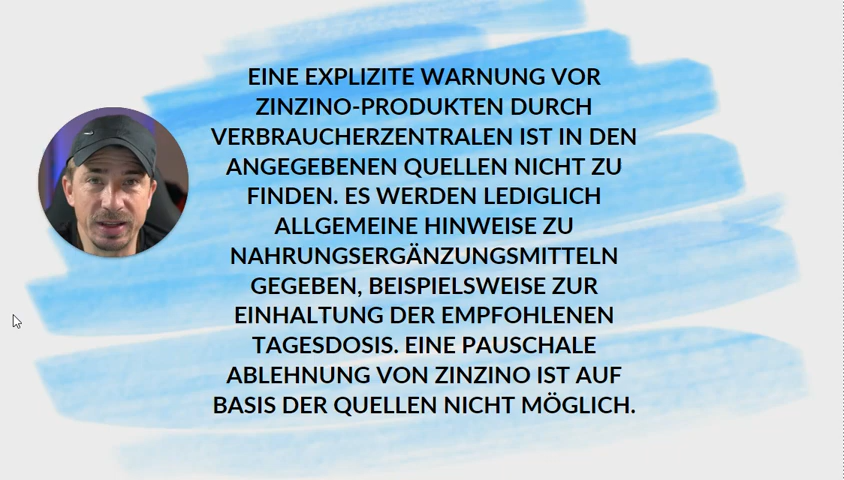 EINE EXPLIZITE WARNUNG VOR
ZINZINO-PRODUKTEN DURCH
VERBRAUCHERZENTRALEN IST IN DEN
ANGEGEBENEN QUELLEN NICHT ZU
FINDEN. ES WERDEN LEDIGLICH
ALLGEMEINE HINWEISE ZU
NAHRUNGSERGÄNZUNGSMITTELN
GEGEBEN, BEISPIELSWEISE ZUR
EINHALTUNG DER EMPFOHLENEN
TAGESDOSIS. EINE PAUSCHALE
ABLEHNUNG VON ZINZINO IST AUF
BASIS DER QUELLEN NICHT MÖGLICH.